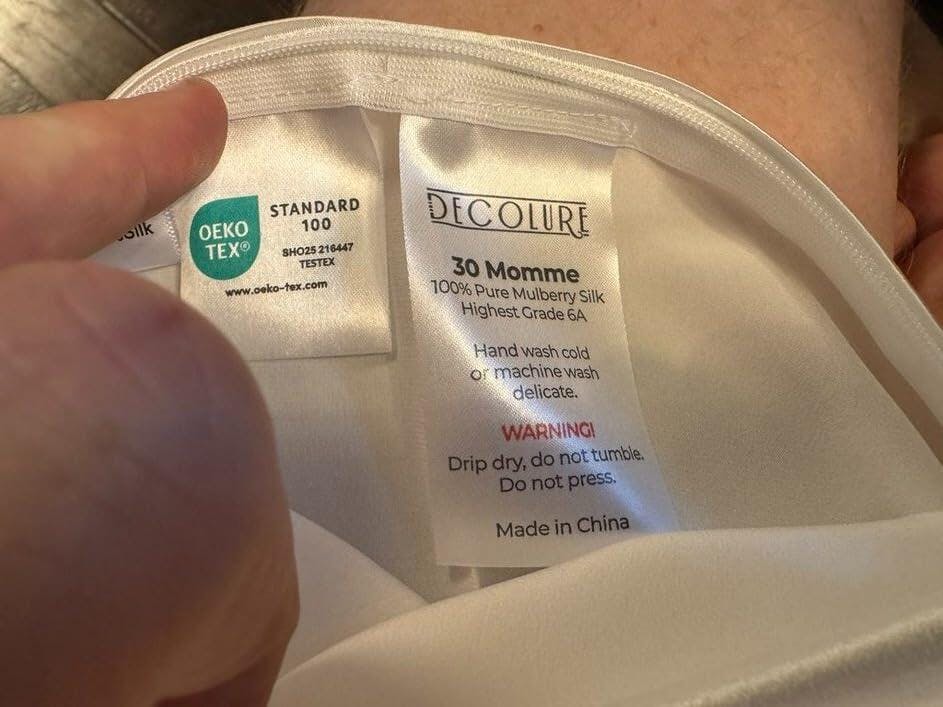 Silk
OEKO
TEX®
STANDARD
100
SHO25 216447
TESTEX
www.oeko-tex.com
DECOLURE
30 Momme
100% Pure Mulberry Silk
Highest Grade 6A
Hand wash cold
or machine wash
delicate.
WARNING!
Drip dry, do not tumble.
Do not press.
Made in China